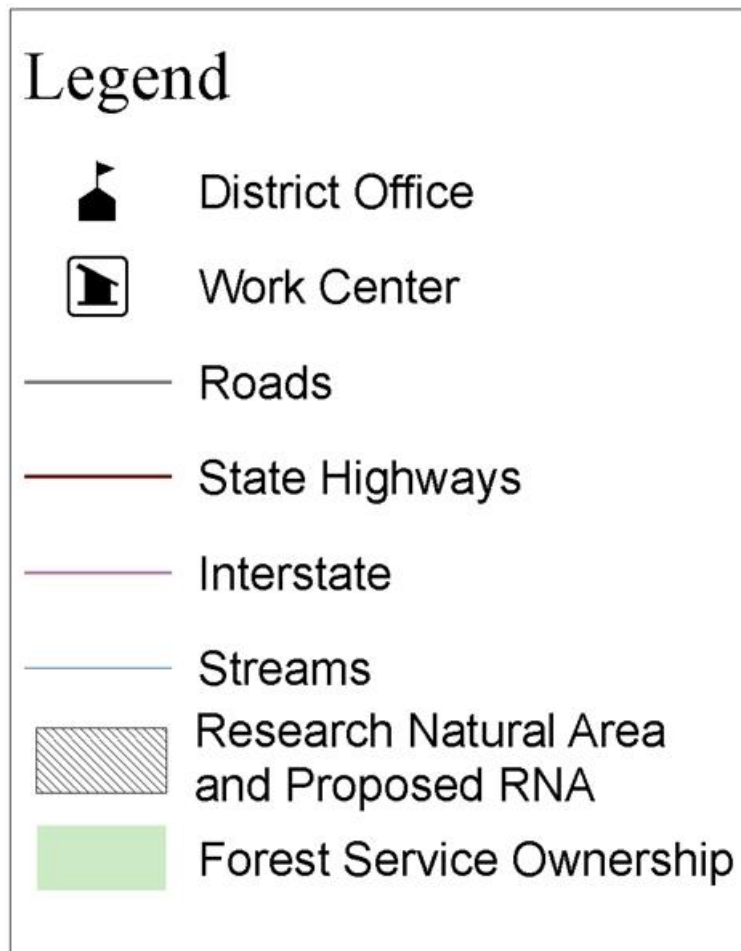 Legend
District Office
Work Center
Roads
State Highways
Interstate
Streams
Research Natural Area
and Proposed RNA
Forest Service Ownership